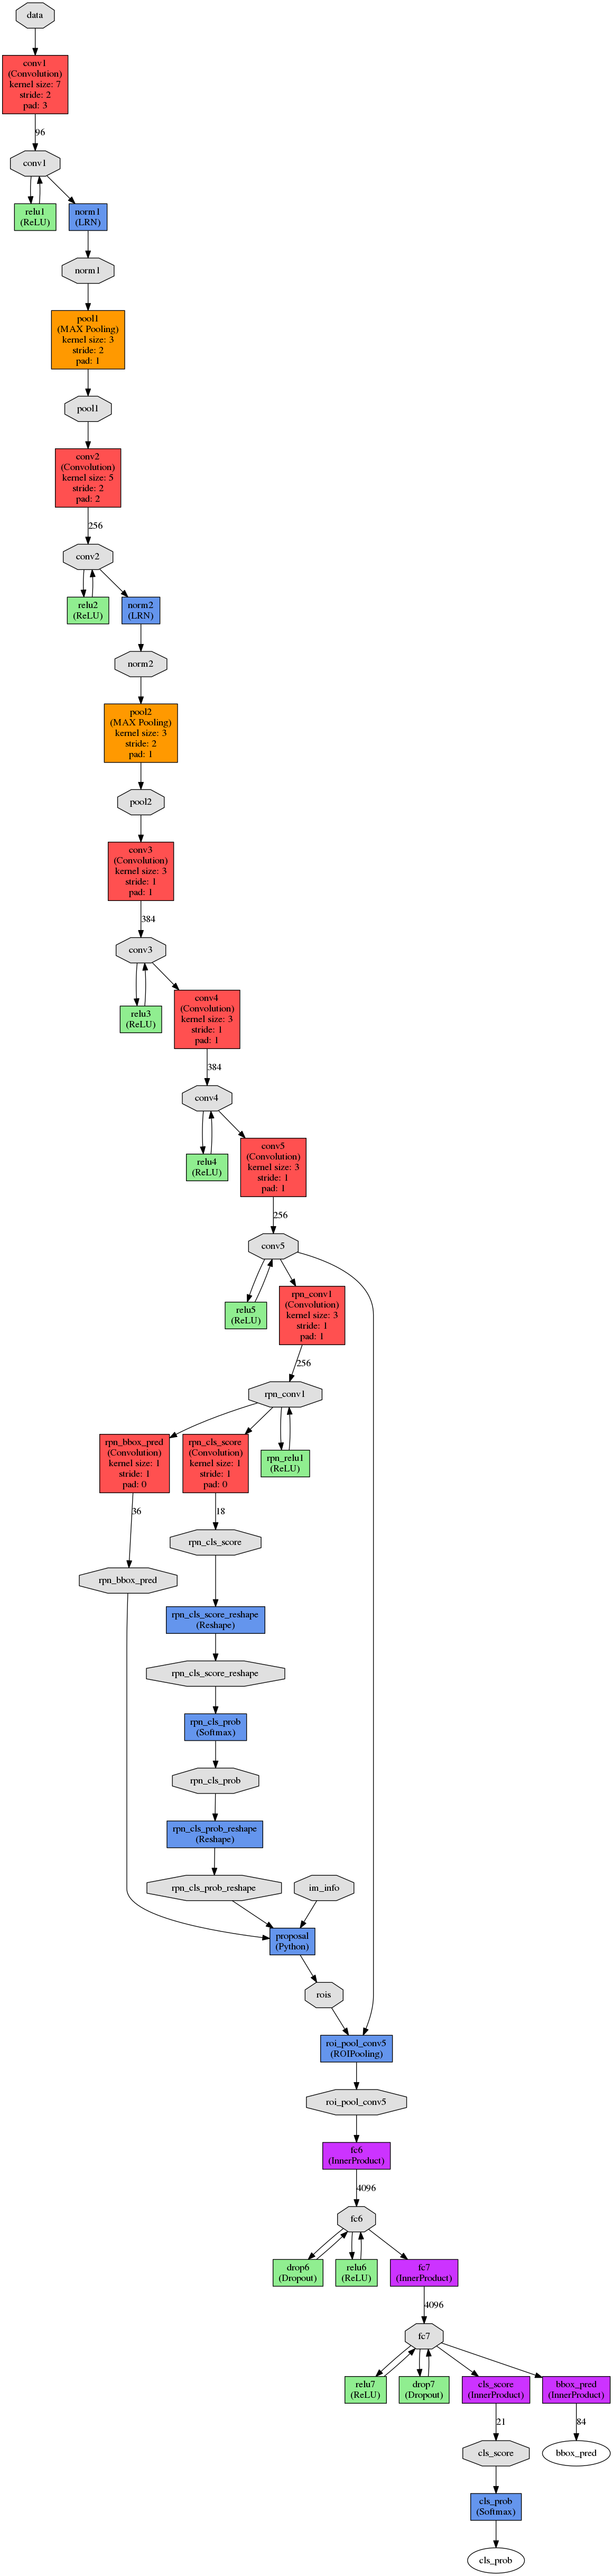 data
conv1
(Convolution)
kernel size: 7
stride: 2
pad: 3
96
conv1
relu1
(ReLU)
norm1
(LRN)
norm1
pool1
(MAX Pooling)
kernel size: 3
stride: 2
pad: 1
pool1
conv2
(Convolution)
kernel size: 5
stride: 2
pad: 2
256
conv2
relu2
(ReLU)
norm2
(LRN)
norm2
pool2
(MAX Pooling)
kernel size: 3
stride: 2
pad: 1
pool2
conv3
(Convolution)
kernel size: 3
stride: 1
pad: 1
384
conv3
relu3
(ReLU)
conv4
(Convolution)
kernel size: 3
stride: 1
pad: 1
384
conv4
relu4
(ReLU)
conv5
(Convolution)
kernel size: 3
stride: 1
pad: 1
256
conv5
relu5
(ReLU)
rpn_conv1
(Convolution)
kernel size: 3
stride: 1
pad: 1
256
rpn_conv1
rpn_bbox_pred
(Convolution)
kernel size: 1
stride: 1
pad: 0
rpn_cls_score
(Convolution)
kernel size: 1
stride: 1
pad: 0
rpn_relu1
(ReLU)
36
18
rpn_cls_score
rpn_bbox_pred
rpn_cls_score_reshape
(Reshape)
rpn_cls_score_reshape
rpn_cls_prob
(Softmax)
rpn_cls_prob
rpn_cls_prob_reshape
(Reshape)
rpn_cls_prob_reshape
im_info
proposal
(Python)
rois
roi_pool_conv5
(ROIPooling)
roi_pool_conv5
fc6
(InnerProduct)
4096
fc6
drop6
(Dropout)
relu6
(ReLU)
fc7
(InnerProduct)
4096
fc7
relu7
(ReLU)
drop7
(Dropout)
cls_score
(InnerProduct)
bbox_pred
(InnerProduct)
21
84
cls_score
bbox_pred
cls_prob
(Softmax)
cls_prob